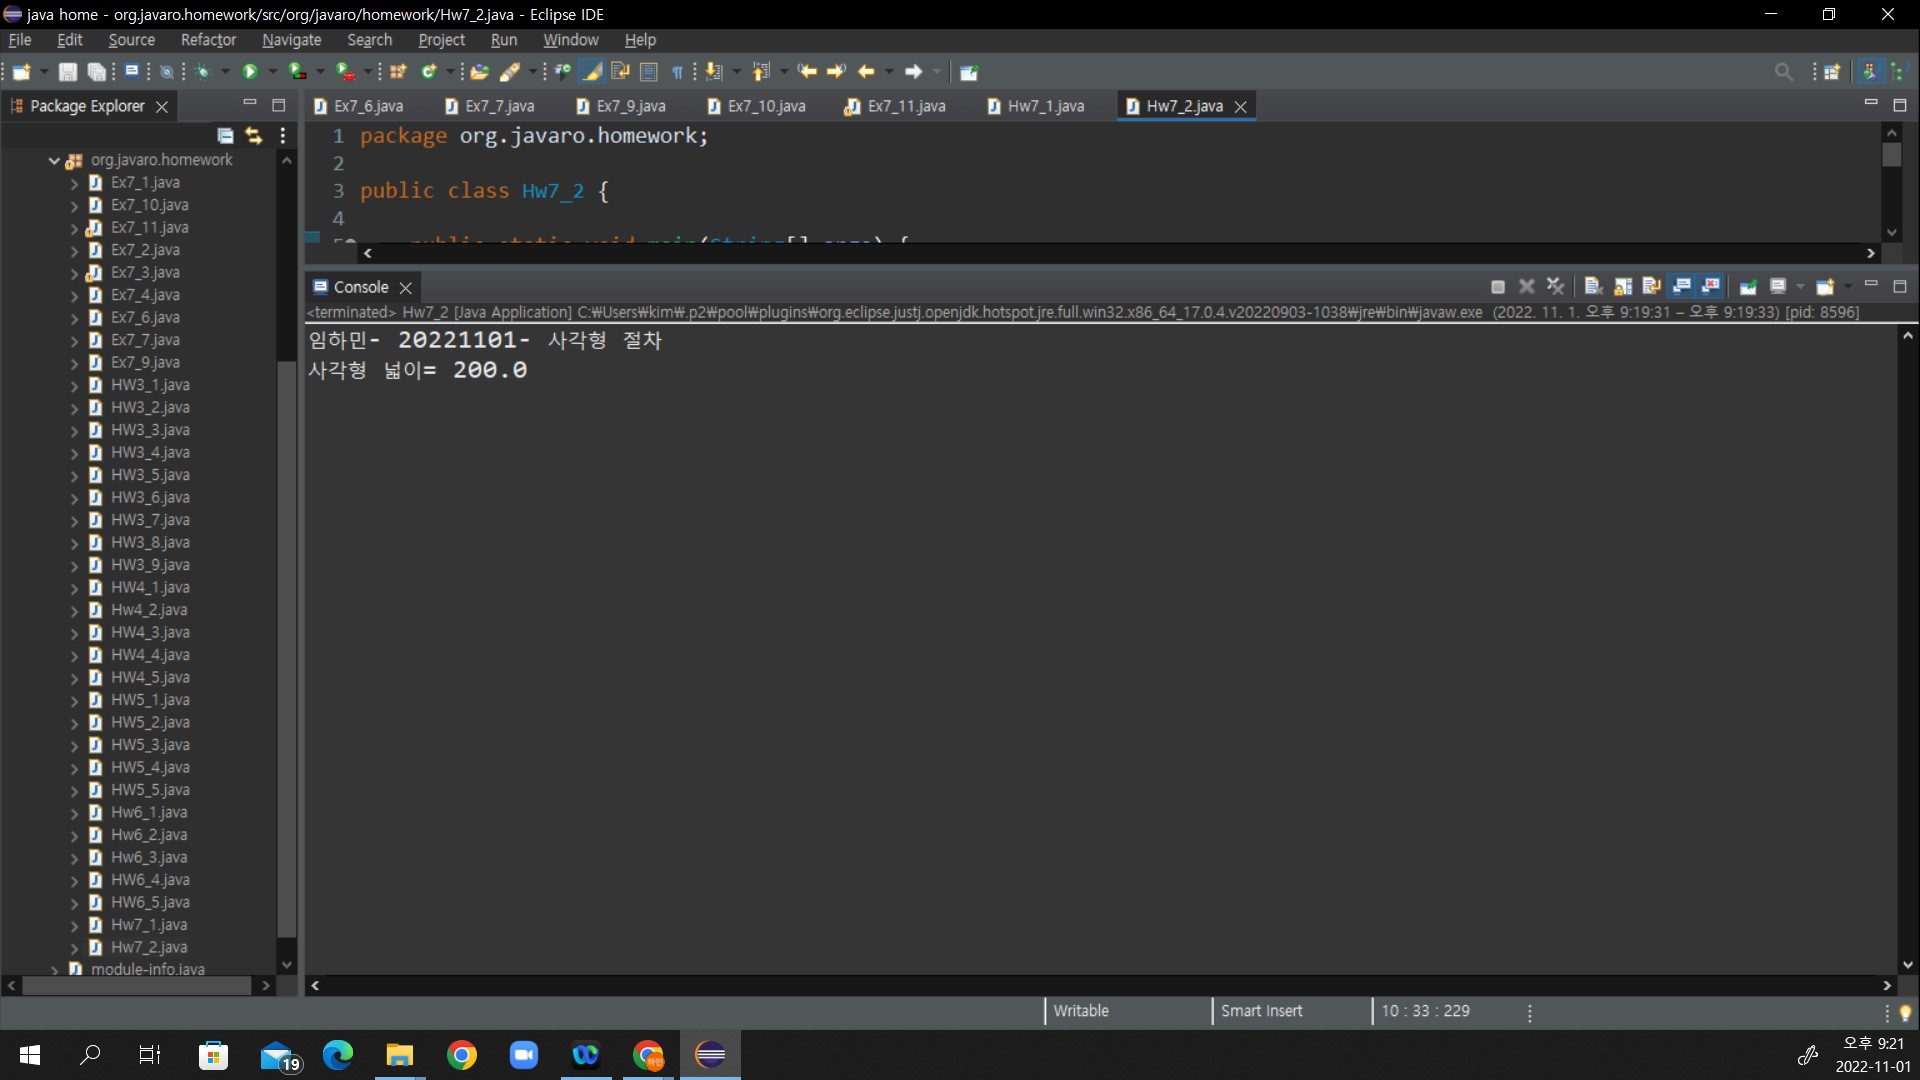 java home - org.javaro.homework/src/org/javaro/homework/Hw7_2.java - Eclipse IDE
File Edit Source Refactor Navigate Search Project Run Window Help
Package Explorer
org.javaro.homework
Ex7_1.java
Ex7_10.java
Ex7_11.java
Ex7_2.java
Ex7_3.java
Ex7_4.java
Ex7_6.java
Ex7_7.java
Ex7_9.java
HW3_1.java
HW3_2.java
HW3_3.java
HW3_4.java
HW3_5.java
HW3_6.java
HW3_7.java
HW3_8.java
HW3_9.java
HW4_1.java
Hw4_2.java
HW4_3.java
HW4_4.java
HW4_5.java
HW5_1.java
HW5_2.java
HW5_3.java
HW5_4.java
HW5_5.java
Hw6_1.java
Hw6_2.java
Hw6_3.java
HW6_4.java
HW6_5.java
Hw7_1.java
Hw7_2.java
module-info.java
Ex7_6.java Ex7_7.java Ex7_9.java Ex7_10.java Ex7_11.java Hw7_1.java Hw7_2.java
1 package org.javaro.homework;
2
3 public class Hw7_2 {
4
5 public static void main(String[] args) {
Console
<terminated> Hw7_2 [Java Application] C:₩Users₩kim₩.p2₩pool₩plugins₩org.eclipse.justj.openjdk.hotspot.jre.full.win32.x86_64_17.0.4.v20220903-1038₩jre₩bin₩javaw.exe (2022. 11. 1. 오후 9:19:31 – 오후 9:19:33) [pid: 8596]
임하민- 20221101- 사각형 절차
사각형 넓이= 200.0
Writable Smart Insert 10 : 33 : 229
19
오후 9:21
2022-11-01